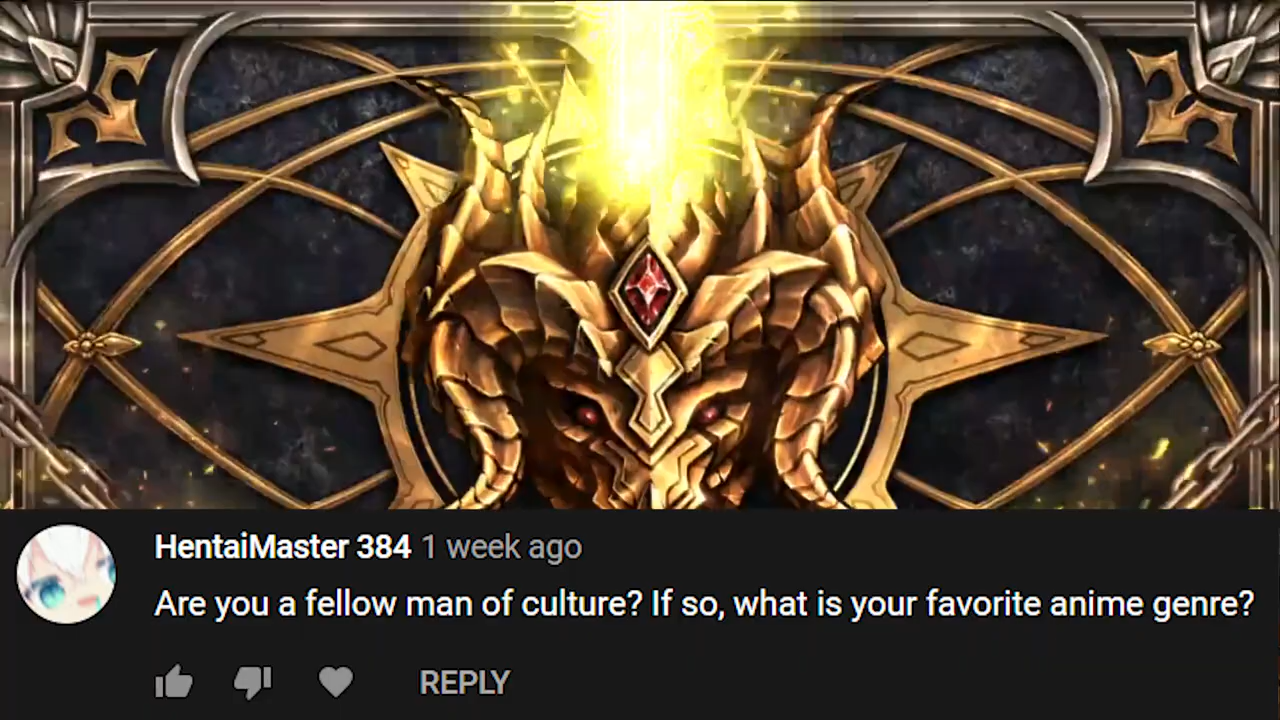 HentaiMaster 384 1 week ago
Are you a fellow man of culture? If so, what is your favorite anime genre?
REPLY